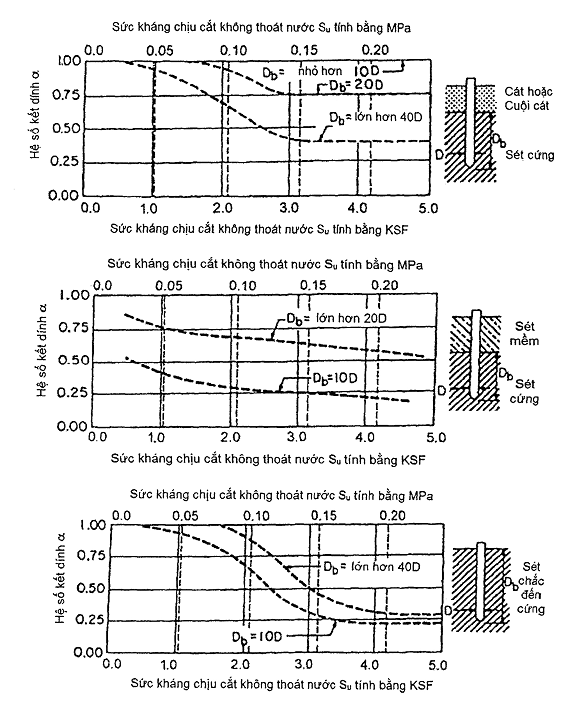 Sức kháng chịu cắt không thoát nước Su tính bằng MPa
0.0 0.05 0.10 0.15 0.20
Hệ số kết dính α
1.00
0.75
0.50
0.25
0.00
Db= nhỏ hơn 10D
Db=20D
Db=lớn hơn 40D
0.0 1.0 2.0 3.0 4.0 5.0
Sức kháng chịu cắt không thoát nước Su tính bằng KSF
Cát hoặc
Cuội cát
Db
D
Sét cứng
Sức kháng chịu cắt không thoát nước Su tính bằng MPa
0.0 0.05 0.10 0.15 0.20
Hệ số kết dính α
1.00
0.75
0.50
0.25
0.00
Db= lớn hơn 20D
Db=10D
0.0 1.0 2.0 3.0 4.0 5.0
Sức kháng chịu cắt không thoát nước Su tính bằng KSF
Sét
mềm
Db
D
Sét
cứng
Sức kháng chịu cắt không thoát nước Su tính bằng MPa
0.0 0.05 0.10 0.15 0.20
Hệ số kết dính α
1.00
0.75
0.50
0.25
0.00
Db=lớn hơn 40D
Db=10D
0.0 1.0 2.0 3.0 4.0 5.0
Sức kháng chịu cắt không thoát nước Su tính bằng KSF
Sét
chắc
đến
cứng
Db
D